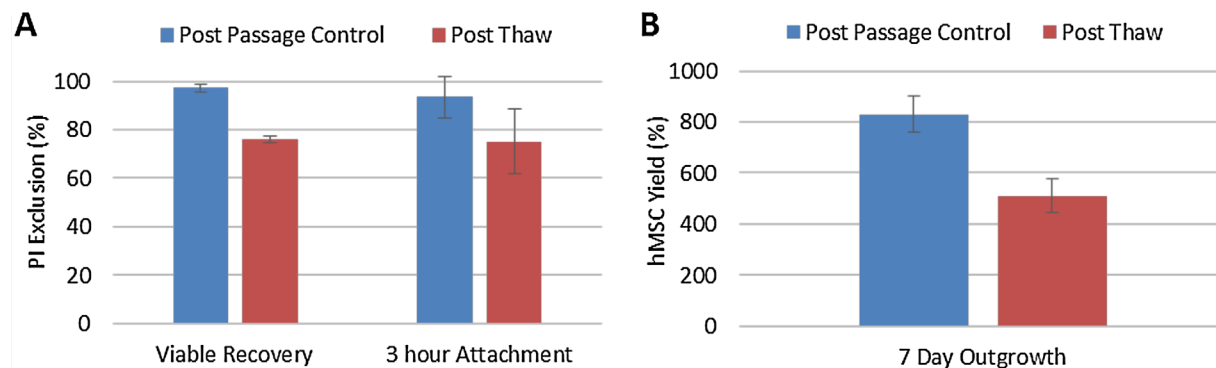 A
Post Passage Control
Post Thaw
PI Exclusion (%)
100
80
60
40
20
0
Viable Recovery
3 hour Attachment
B
Post Passage Control
Post Thaw
hMSC Yield (%)
1000
800
600
400
200
0
7 Day Outgrowth